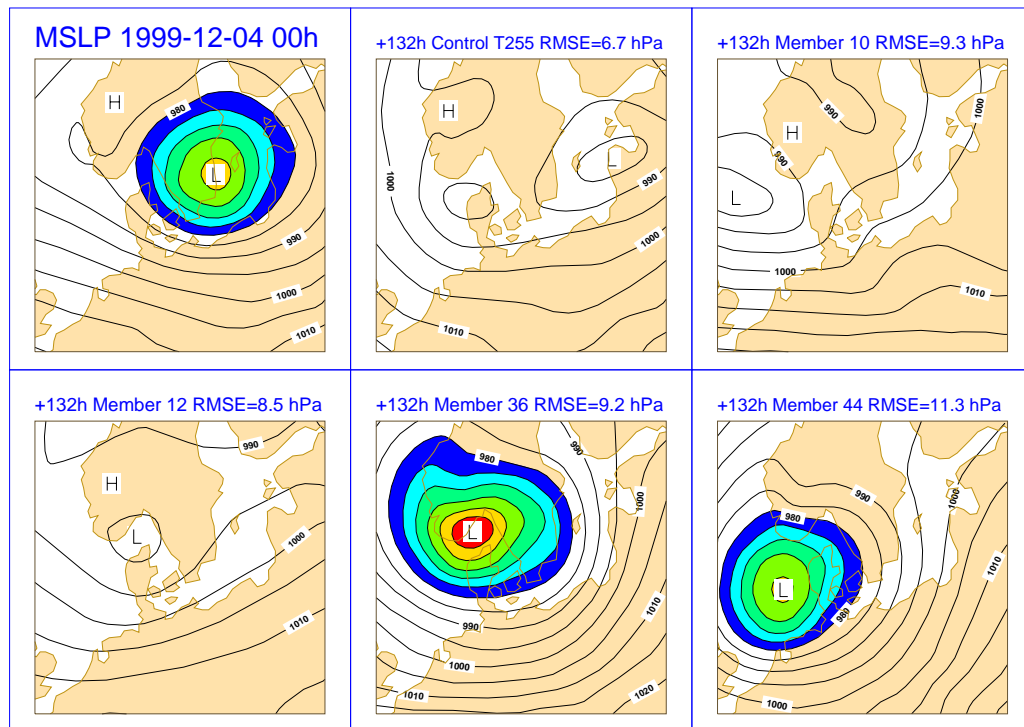 MSLP 1999-12-04 00h
H
980
L
990
1000
1010
+132h Control T255 RMSE=6.7 hPa
H
L
1000
990
1000
1010
+132h Member 10 RMSE=9.3 hPa
990
1000
H
990
L
1000
1010
+132h Member 12 RMSE=8.5 hPa
990
H
L
1000
1010
+132h Member 36 RMSE=9.2 hPa
990
980
1000
L
1010
990
1000
1010
1020
+132h Member 44 RMSE=11.3 hPa
990
1000
980
1010
L
980
1000